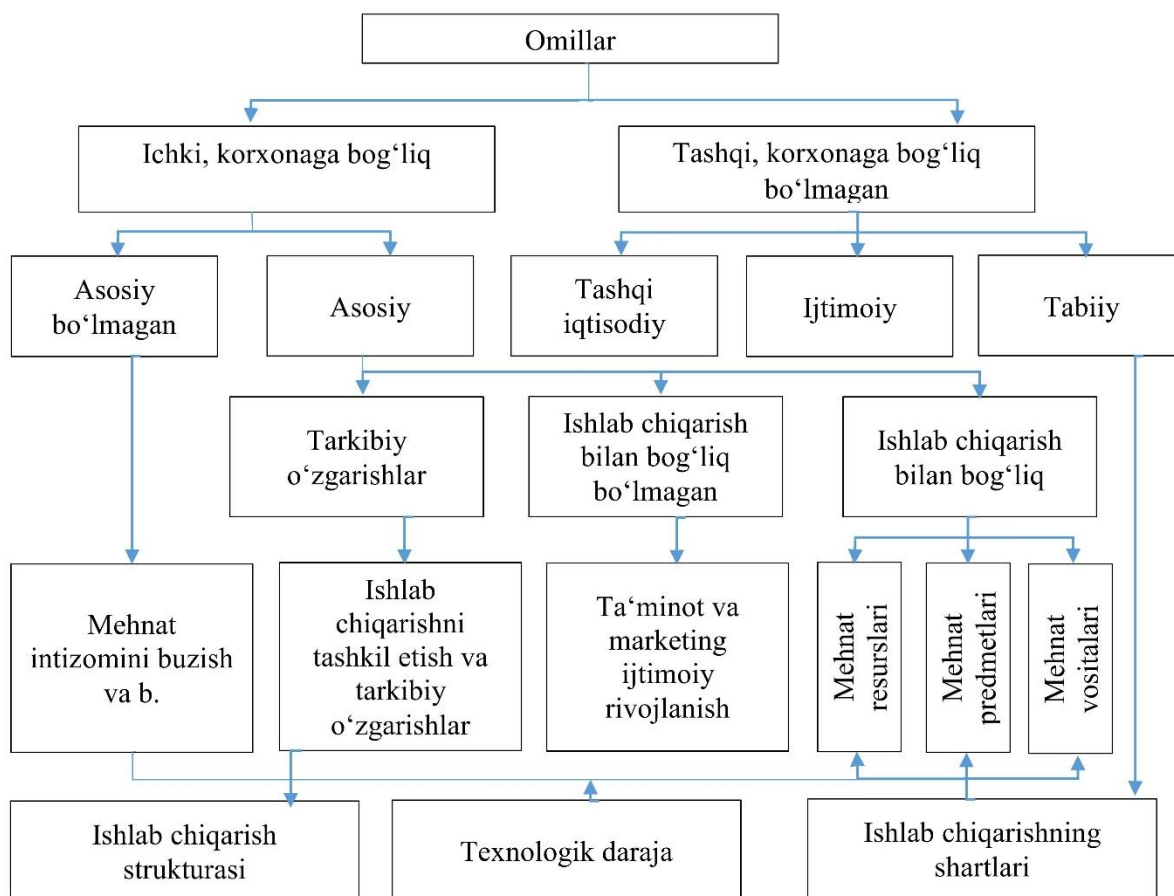 Omillar
Ichki, korxonaga bog‘liq
Tashqi, korxonaga bog‘liq
bo‘lmagan
Asosiy
bo‘lmagan
Asosiy
Tashqi
iqtisodiy
Ijtimoiy
Tabiiy
Tarkibiy
o‘zgarishlar
Ishlab chiqarish
bilan bog‘liq
bo‘lmagan
Ishlab chiqarish
bilan bog‘liq
Mehnat
intizomini buzish
va b.
Ishlab
chiqarishni
tashkil etish va
tarkibiy
o‘zgarishlar
Ta‘minot va
marketing
ijtimoiy
rivojlanish
Mehnat
resurslari
Mehnat
predmetlari
Mehnat
vositalari
Ishlab chiqarish
strukturasi
Texnologik daraja
Ishlab chiqarishning
shartlari